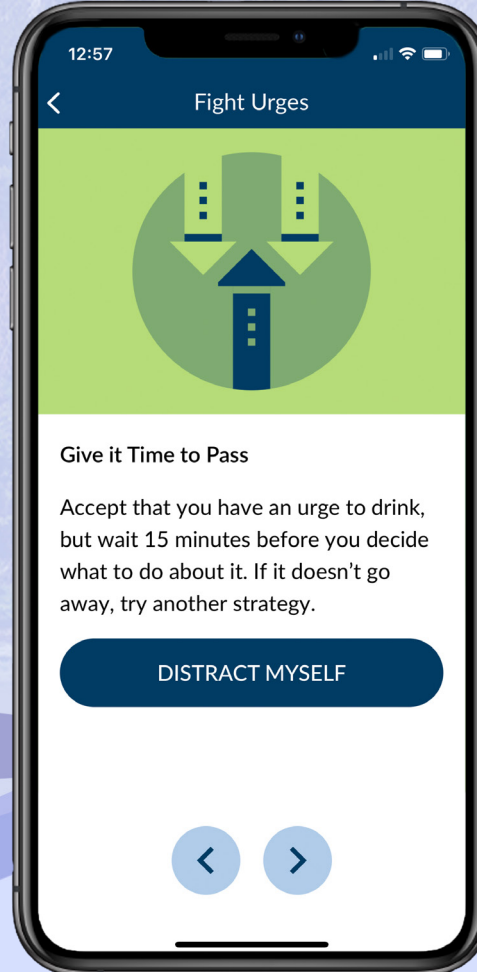 12:57
Fight Urges
Give it Time to Pass
Accept that you have an urge to drink,
but wait 15 minutes before you decide
what to do about it. If it doesn’t go
away, try another strategy.
DISTRACT MYSELF